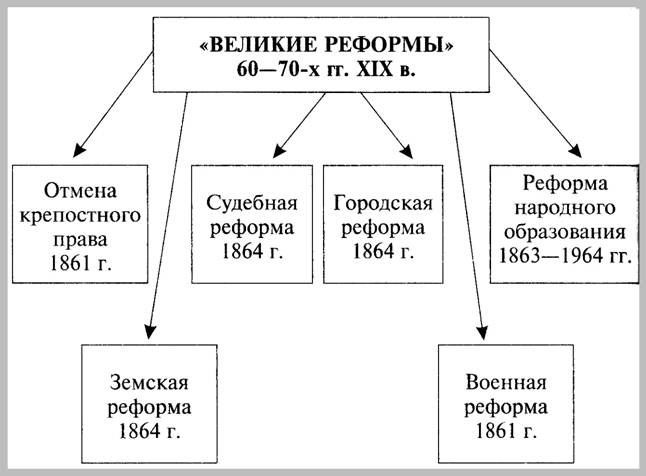 «ВЕЛИКИЕ РЕФОРМЫ»
60—70-х гг. XIX в.
Отмена
крепостного
права
1861 г.
Судебная
реформа
1864 г.
Городская
реформа
1864 г.
Реформа
народного
образования
1863—1964 гг.
Земская
реформа
1864 г.
Военная
реформа
1861 г.